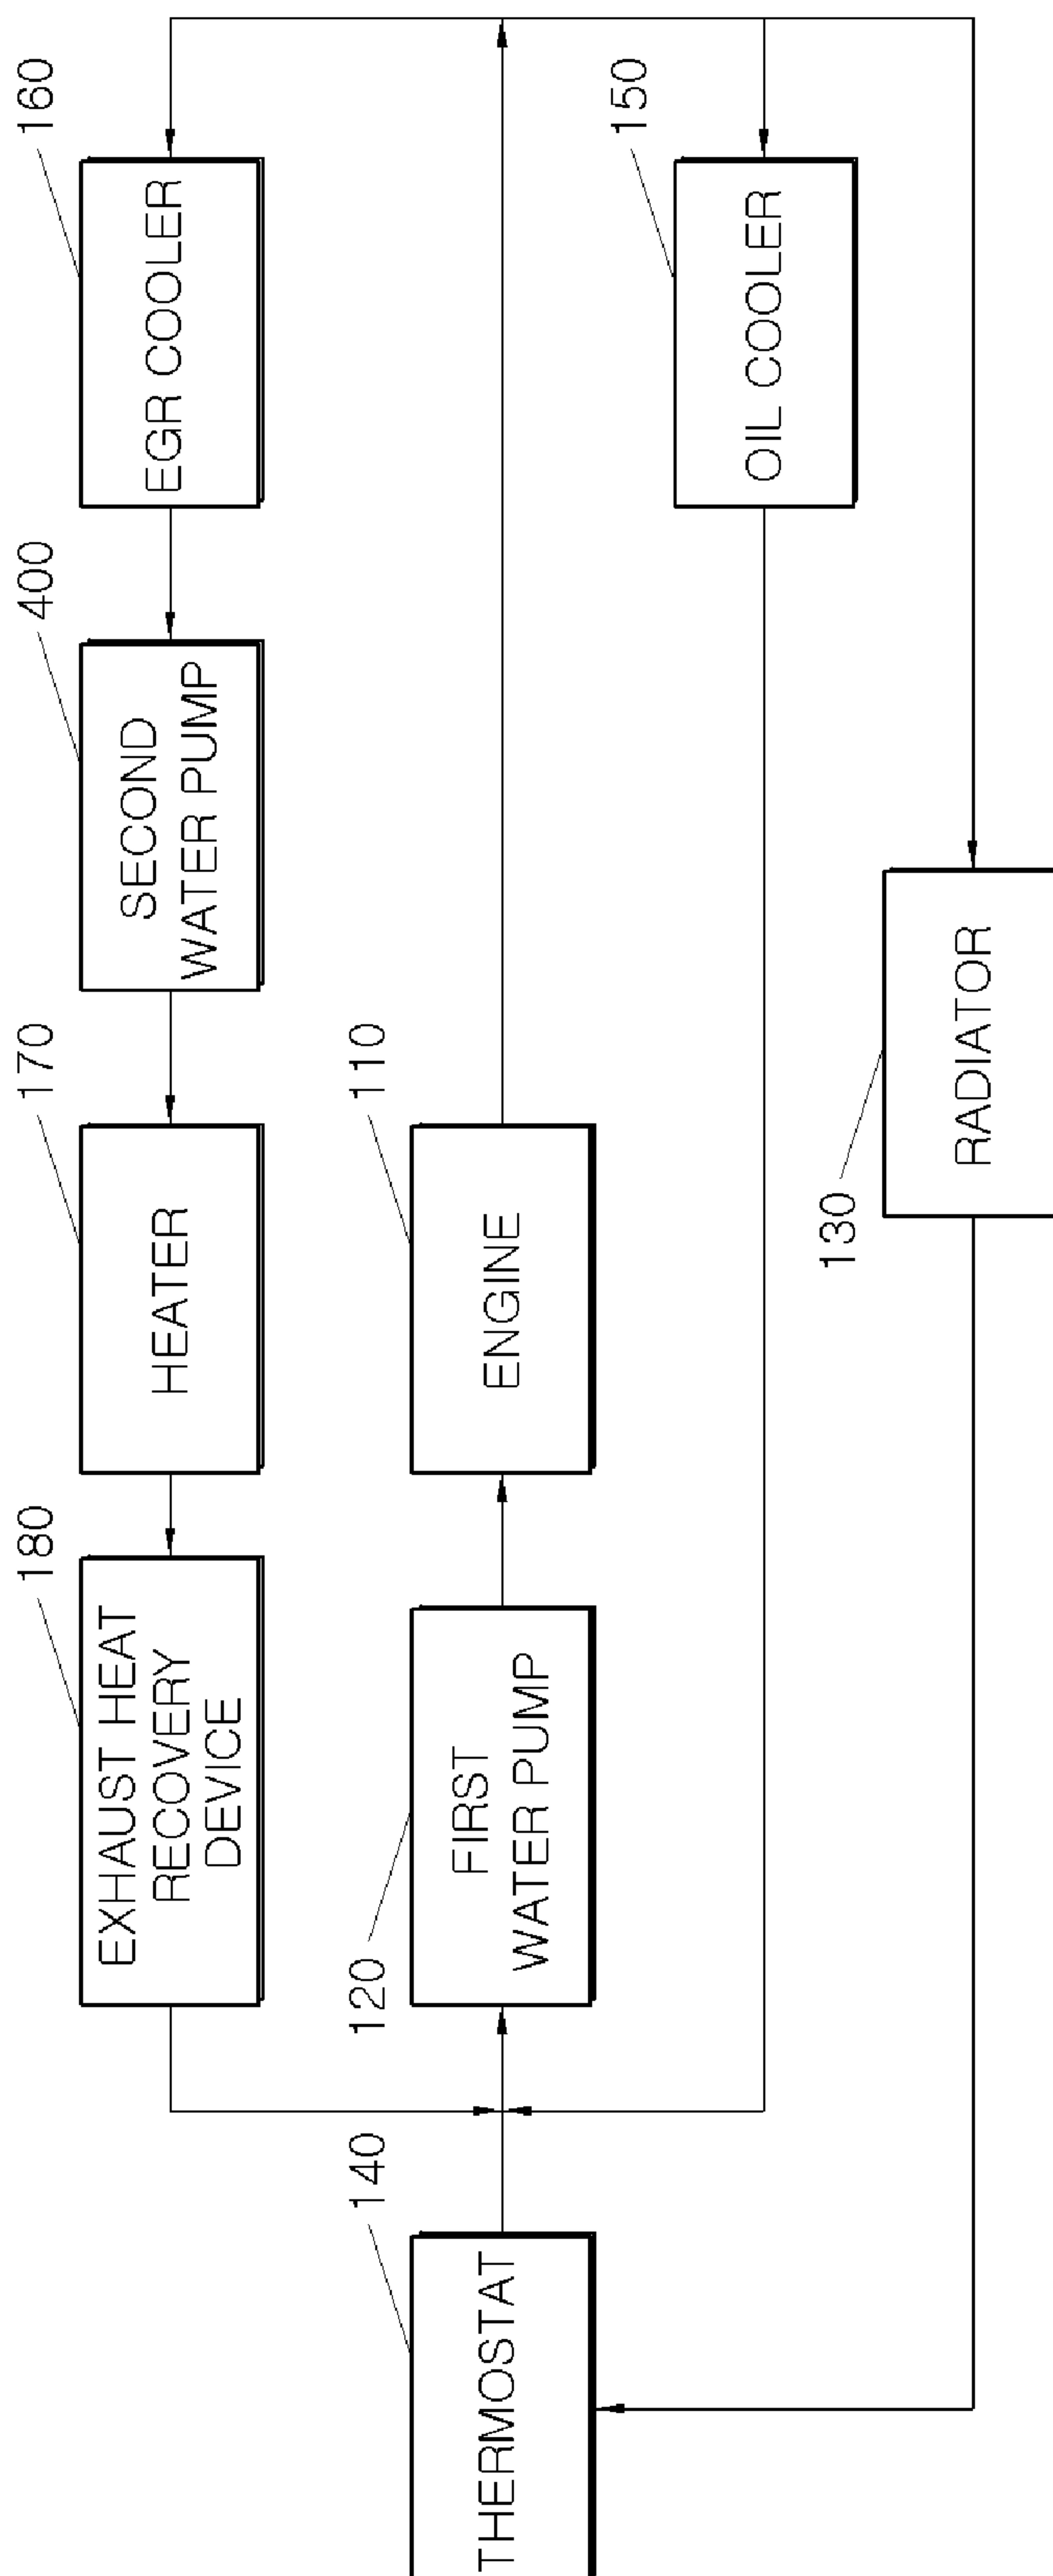 180
EXHAUST HEAT
RECOVERY
DEVICE
170
HEATER
400
SECOND
WATER PUMP
160
EGR COOLER
140
THERMOSTAT
120
FIRST
WATER PUMP
110
ENGINE
150
OIL COOLER
130
RADIATOR